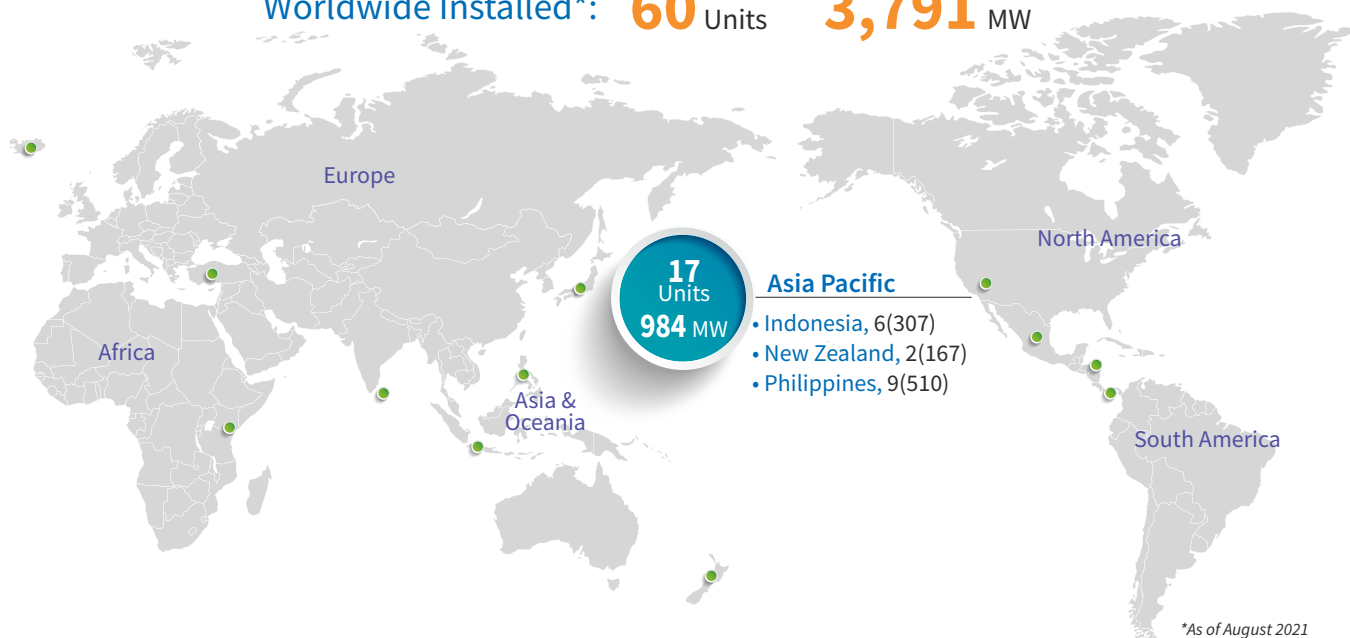 Worldwide Installed*: 60 Units 3,791 MW
Europe
North America
17
Units
984 MW
Asia Pacific
• Indonesia, 6(307)
• New Zealand, 2(167)
• Philippines, 9(510)
Africa
Asia &
Oceania
South America
*As of August 2021